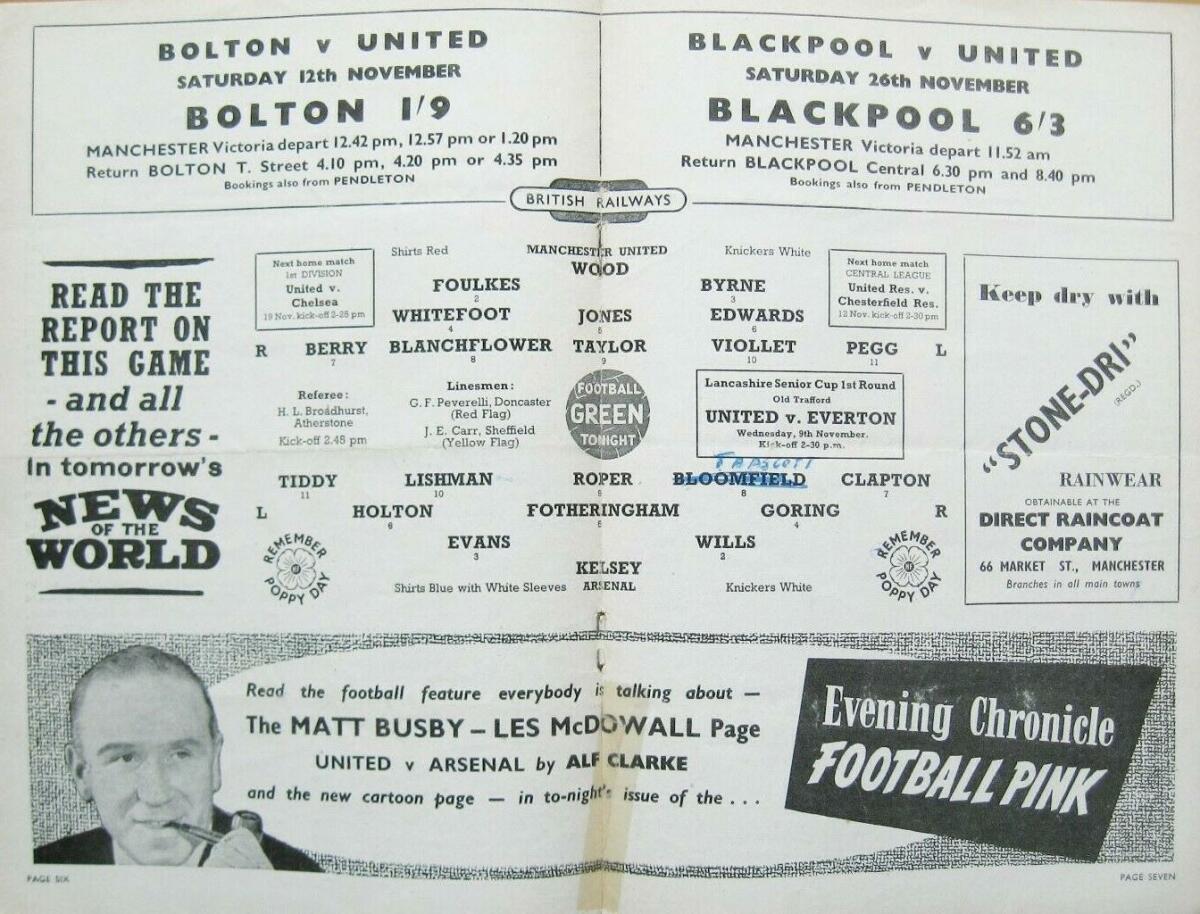 BOLTON v UNITED
SATURDAY 12th NOVEMBER
BOLTON 1/9
MANCHESTER Victoria depart 12.42 pm, 12.57 pm or 1.20 pm
Return BOLTON T. Street 4.10 pm, 4.20 pm or 4.35 pm
Bookings also from PENDLETON
BLACKPOOL v UNITED
SATURDAY 26th NOVEMBER
BLACKPOOL 6/3
MANCHESTER Victoria depart 11.52 am
Return BLACKPOOL Central 6.30 pm and 8.40 pm
Bookings also from PENDLETON
BRITISH RAILWAYS
READ THE
REPORT ON
THIS GAME
- and all
the others -
in tomorrow's
NEWS
OF THE
WORLD
Next home match
1st DIVISION
United v.
Chelsea
19 Nov. kick-off 2-25 pm
Shirts Red MANCHESTER UNITED Knickers White
WOOD
FOULKES BYRNE
2 3
WHITEFOOT JONES EDWARDS
4 5 6
R BERRY BLANCHFLOWER TAYLOR VIOLLET PEGG L
7 8 9 10 11
Next home match
CENTRAL LEAGUE
United Res. v.
Chesterfield Res.
12 Nov. kick-off 2-30 pm
Referee:
H. L. Broadhurst,
Atherstone
Kick-off 2.45 pm
Linesmen:
G. F. Peverelli, Doncaster
(Red Flag)
J. E. Carr, Sheffield
(Yellow Flag)
FOOTBALL
GREEN
TONIGHT
Lancashire Senior Cup 1st Round
Old Trafford
UNITED v. EVERTON
Wednesday, 9th November.
Kick-off 2-30 p.m.
TAPSCOTT
TIDDY LISHMAN ROPER BLOOMFIELD CLAPTON
11 10 9 8 7
L HOLTON FOTHERINGHAM GORING R
6 5 4
EVANS WILLS
3 2
KELSEY
Shirts Blue with White Sleeves ARSENAL Knickers White
REMEMBER
POPPY DAY
REMEMBER
POPPY DAY
Keep dry with
"STONE-DRI"
(REGD.)
RAINWEAR
OBTAINABLE AT THE
DIRECT RAINCOAT
COMPANY
66 MARKET ST., MANCHESTER
Branches in all main towns
Read the football feature everybody is talking about —
The MATT BUSBY – LES McDOWALL Page
UNITED v ARSENAL by ALF CLARKE
and the new cartoon page — in to-night's issue of the . . .
Evening Chronicle
FOOTBALL PINK
PAGE SIX
PAGE SEVEN